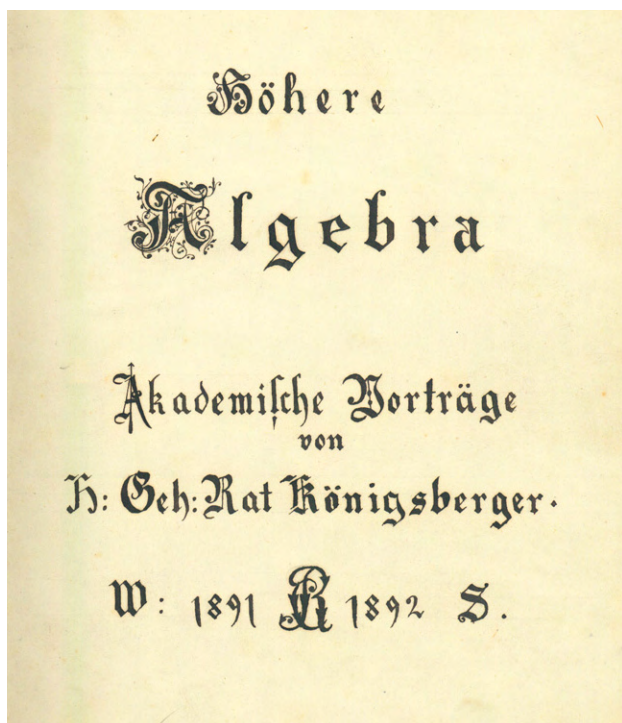 Höhere
Algebra
Akademiſche Vorträge
von
H: Geh: Rat Königsberger.
W: 1891 1892 S.